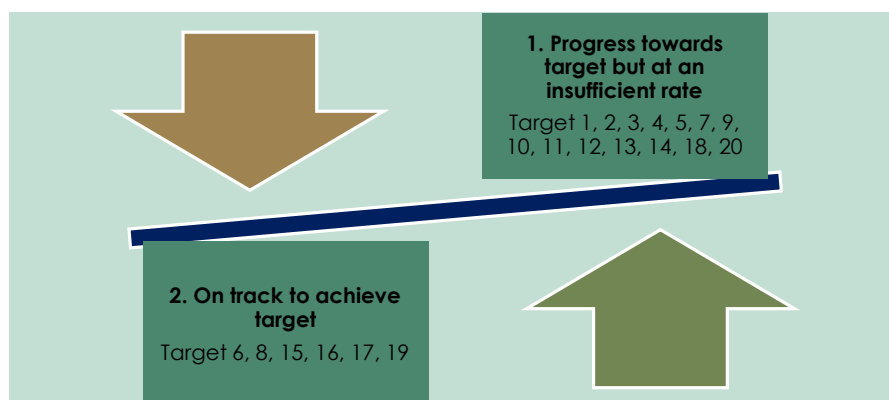 1. Progress towards
target but at an
insufficient rate
Target 1, 2, 3, 4, 5, 7, 9,
10, 11, 12, 13, 14, 18, 20
2. On track to achieve
target
Target 6, 8, 15, 16, 17, 19